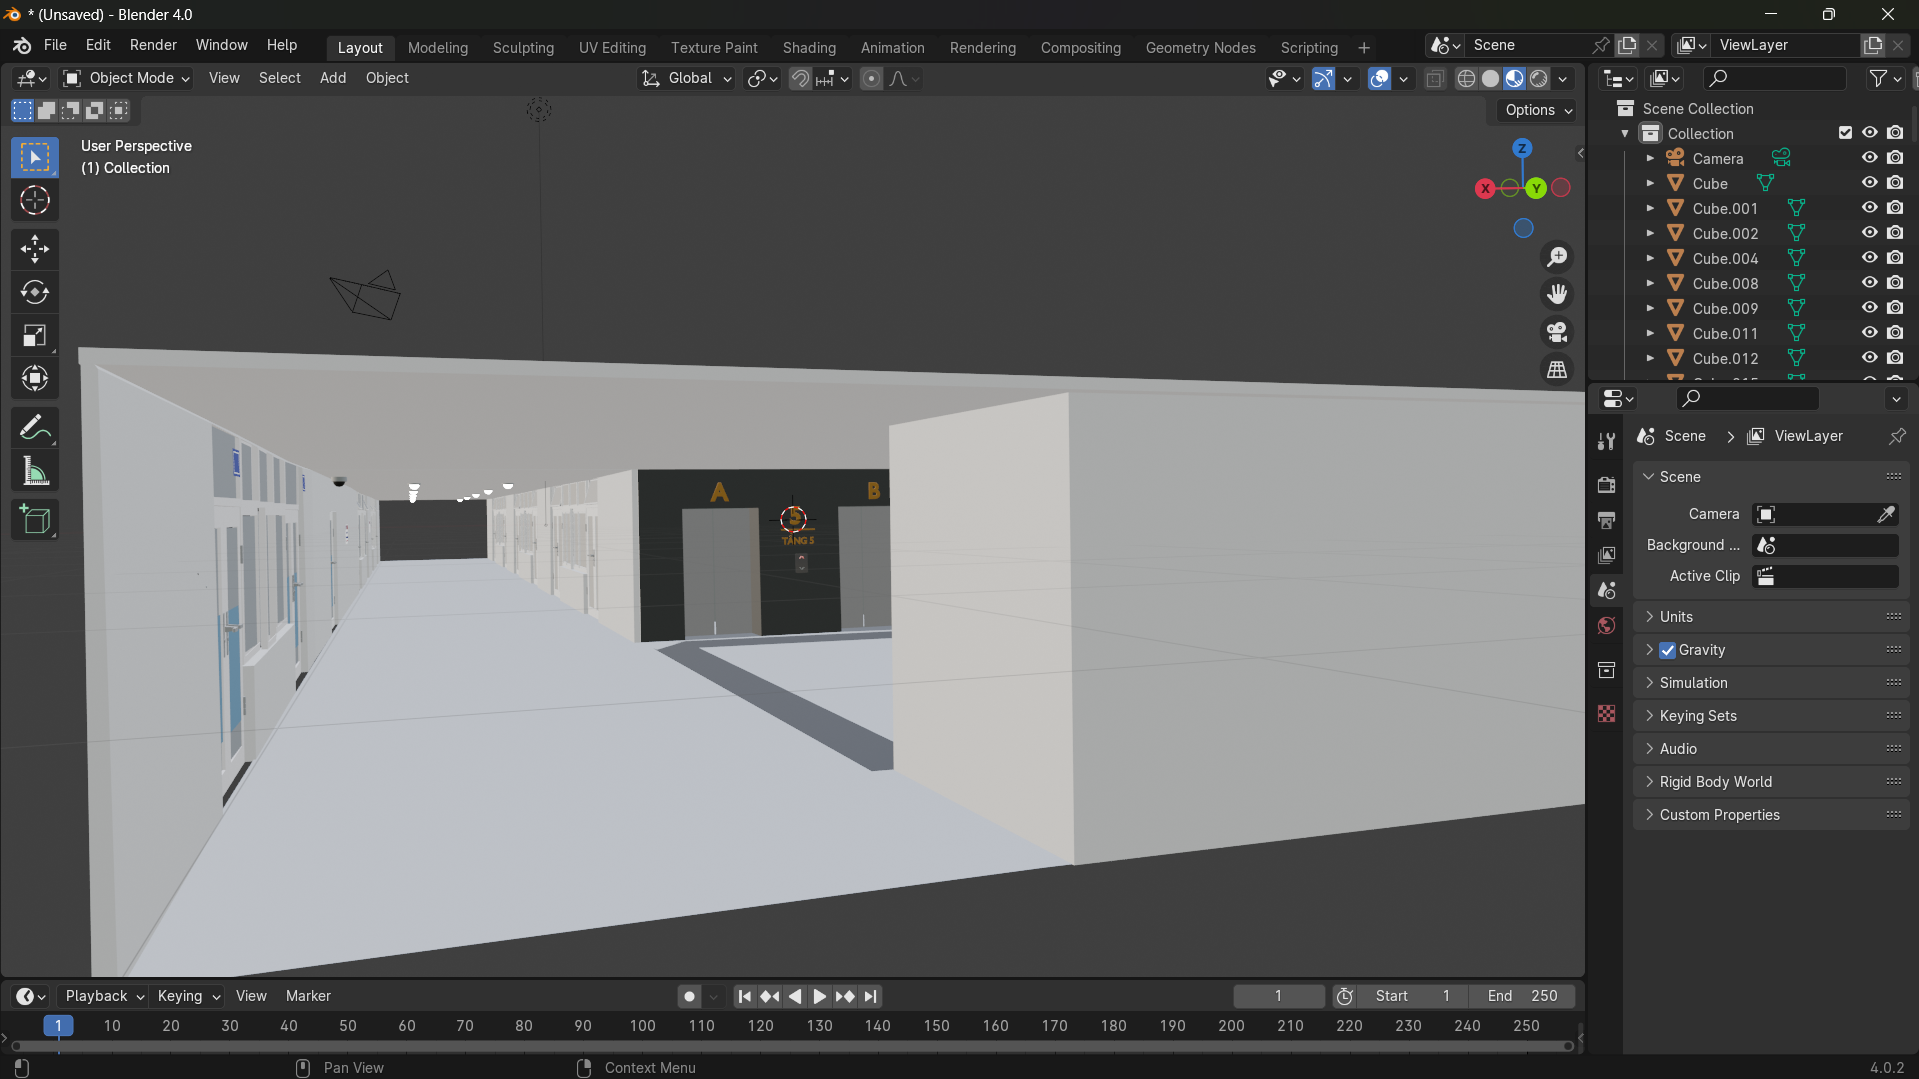 * (Unsaved) - Blender 4.0
File Edit Render Window Help
Layout Modeling Sculpting UV Editing Texture Paint Shading Animation Rendering Compositing Geometry Nodes Scripting
Scene
ViewLayer
Object Mode View Select Add Object
Global
Options
User Perspective
(1) Collection
Z
X
Y
A
B
5
TẦNG 5
Scene Collection
Collection
Camera
Cube
Cube.001
Cube.002
Cube.004
Cube.008
Cube.009
Cube.011
Cube.012
Scene ViewLayer
Scene
Camera
Background ...
Active Clip
Units
Gravity
Simulation
Keying Sets
Audio
Rigid Body World
Custom Properties
Playback Keying View Marker
1
Start 1
End 250
1 10 20 30 40 50 60 70 80 90 100 110 120 130 140 150 160 170 180 190 200 210 220 230 240 250
Pan View
Context Menu
4.0.2